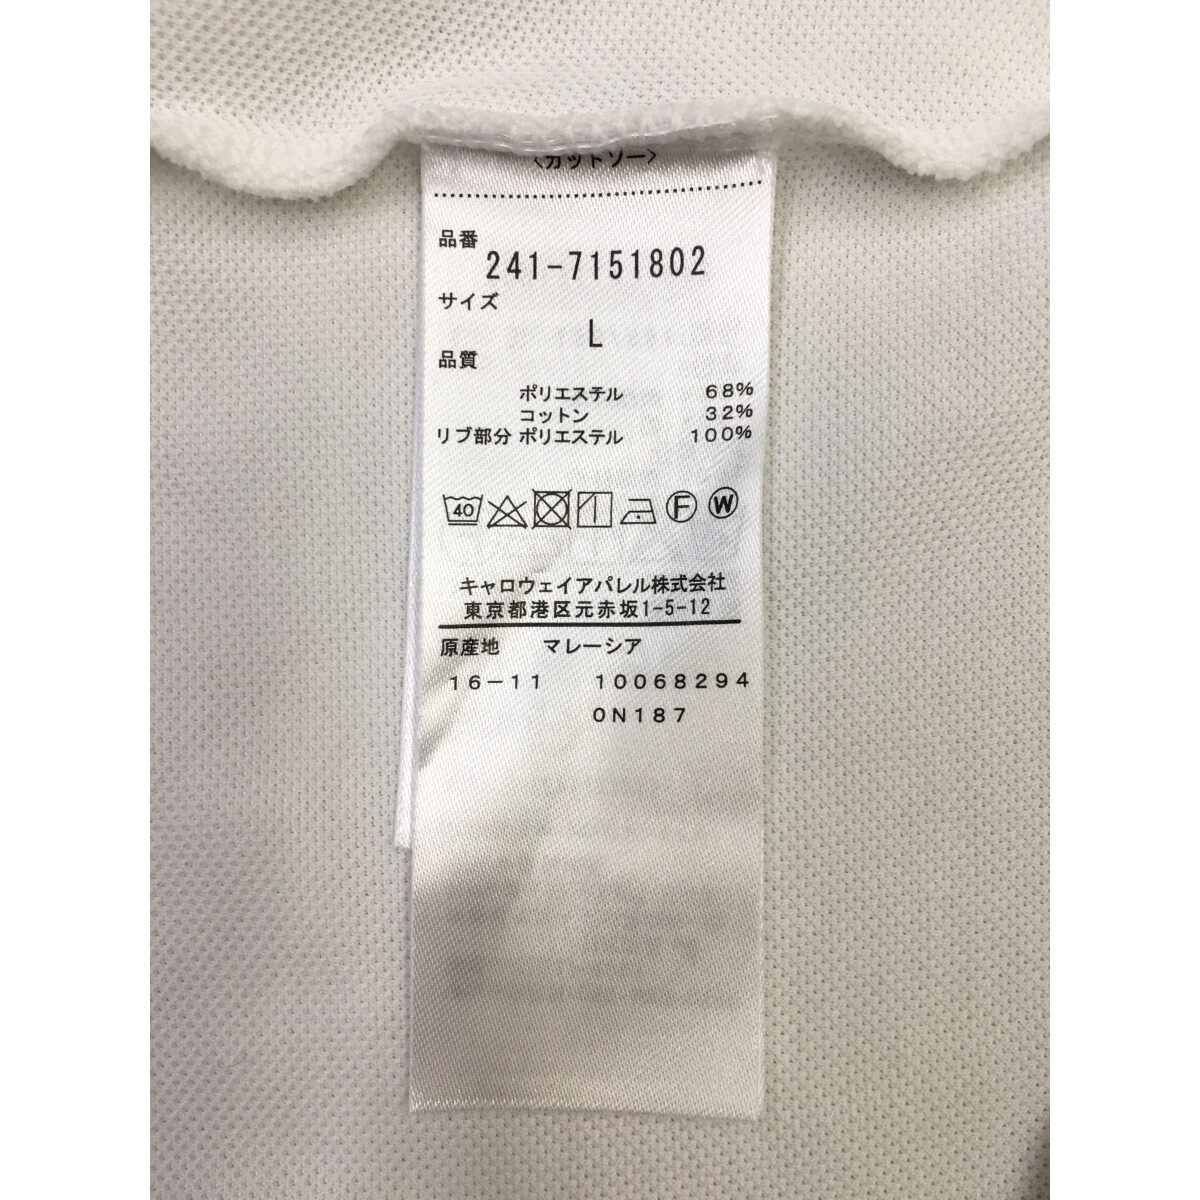 〈カットソー〉
品番
241-7151802
サイズ
L
品質
ポリエステル 68%
コットン 32%
リブ部分 ポリエステル 100%
40 F W
キャロウェイアパレル株式会社
東京都港区元赤坂1-5-12
原産地 マレーシア
16-11 10068294
0N187